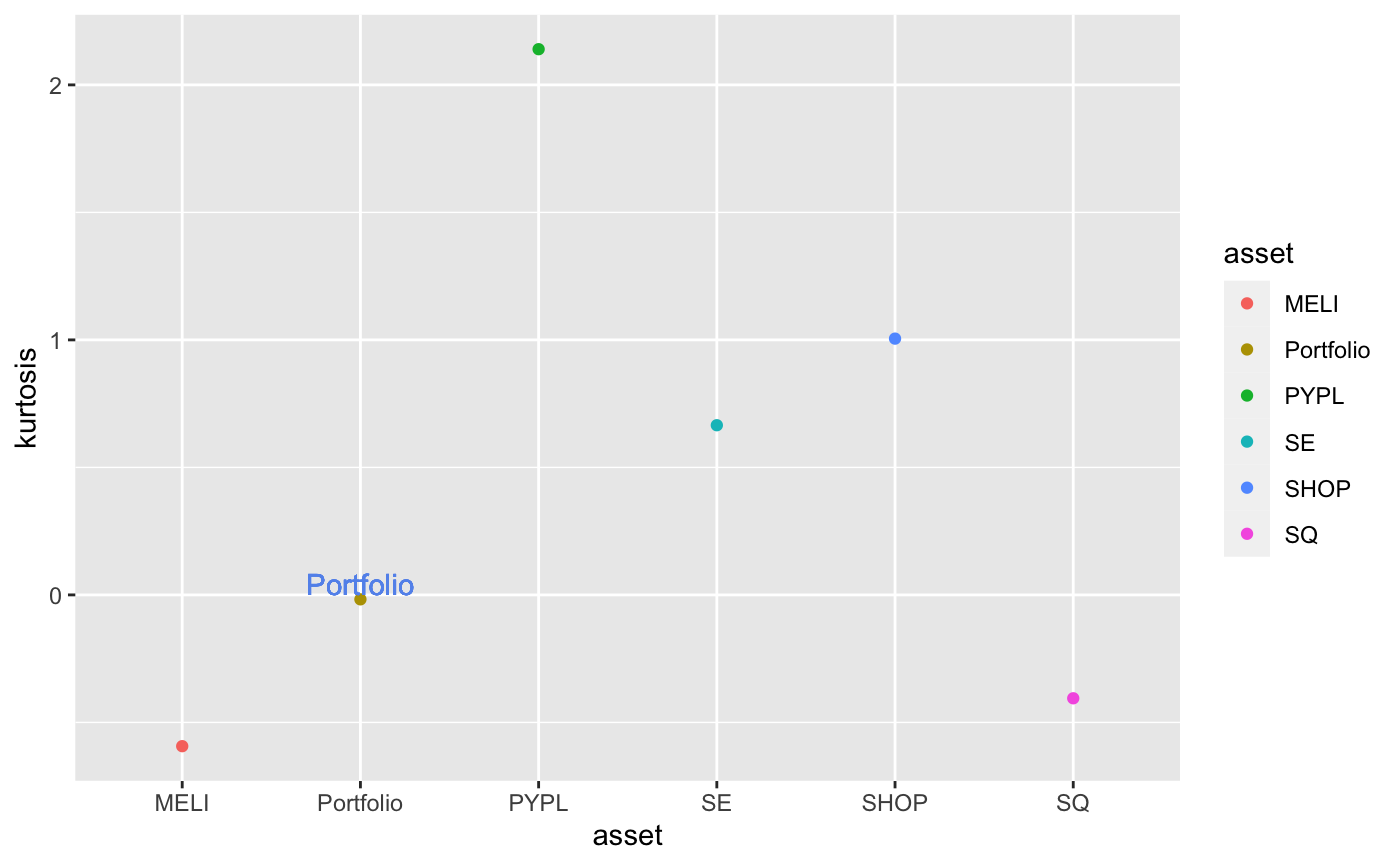 2
1
0
kurtosis
Portfolio
MELI
Portfolio
PYPL
SE
SHOP
SQ
asset
asset
MELI
Portfolio
PYPL
SE
SHOP
SQ